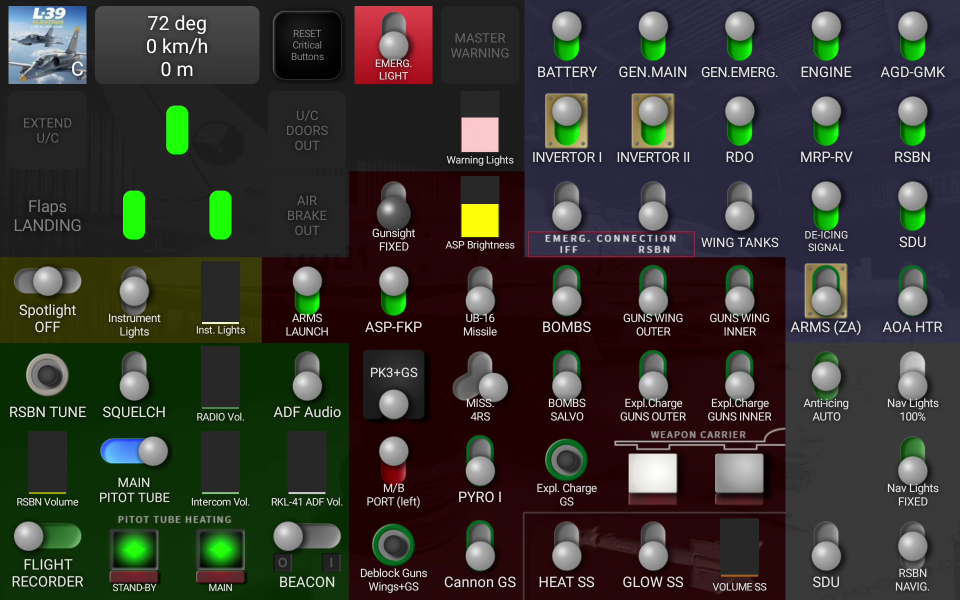 L-39
ALBATROS
C
72 deg
0 km/h
0 m
RESET
Critical
Buttons
EMERG.
LIGHT
MASTER
WARNING
BATTERY
GEN.MAIN
GEN.EMERG.
ENGINE
AGD-GMK
EXTEND
U/C
U/C
DOORS
OUT
Warning Lights
INVERTOR I
INVERTOR II
RDO
MRP-RV
RSBN
Flaps
LANDING
AIR
BRAKE
OUT
Gunsight
FIXED
ASP Brightness
EMERG. CONNECTION
IFF RSBN
WING TANKS
DE-ICING
SIGNAL
SDU
Spotlight
OFF
Instrument
Lights
Inst. Lights
ARMS
LAUNCH
ASP-FKP
UB-16
Missile
BOMBS
GUNS WING
OUTER
GUNS WING
INNER
ARMS (ZA)
AOA HTR
RSBN TUNE
SQUELCH
RADIO Vol.
ADF Audio
PK3+GS
MISS.
4RS
BOMBS
SALVO
Expl.Charge
GUNS OUTER
Expl.Charge
GUNS INNER
Anti-icing
AUTO
Nav Lights
100%
RSBN Volume
MAIN
PITOT TUBE
Intercom Vol.
RKL-41 ADF Vol.
M/B
PORT (left)
PYRO I
Expl. Charge
GS
WEAPON CARRIER
Nav Lights
FIXED
FLIGHT
RECORDER
PITOT TUBE HEATING
STAND-BY
MAIN
O I
BEACON
Deblock Guns
Wings+GS
Cannon GS
HEAT SS
GLOW SS
VOLUME SS
SDU
RSBN
NAVIG.